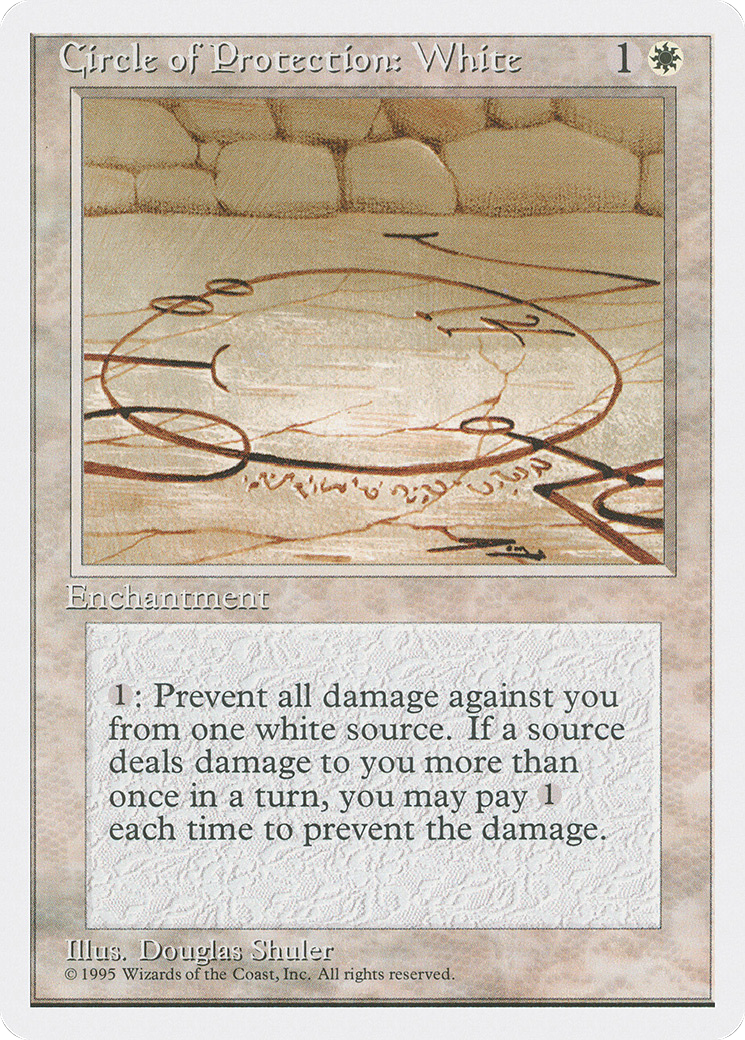 Circle of Protection: White 1
Enchantment
1: Prevent all damage against you
from one white source. If a source
deals damage to you more than
once in a turn, you may pay 1
each time to prevent the damage.
Illus. Douglas Shuler
© 1995 Wizards of the Coast, Inc. All rights reserved.